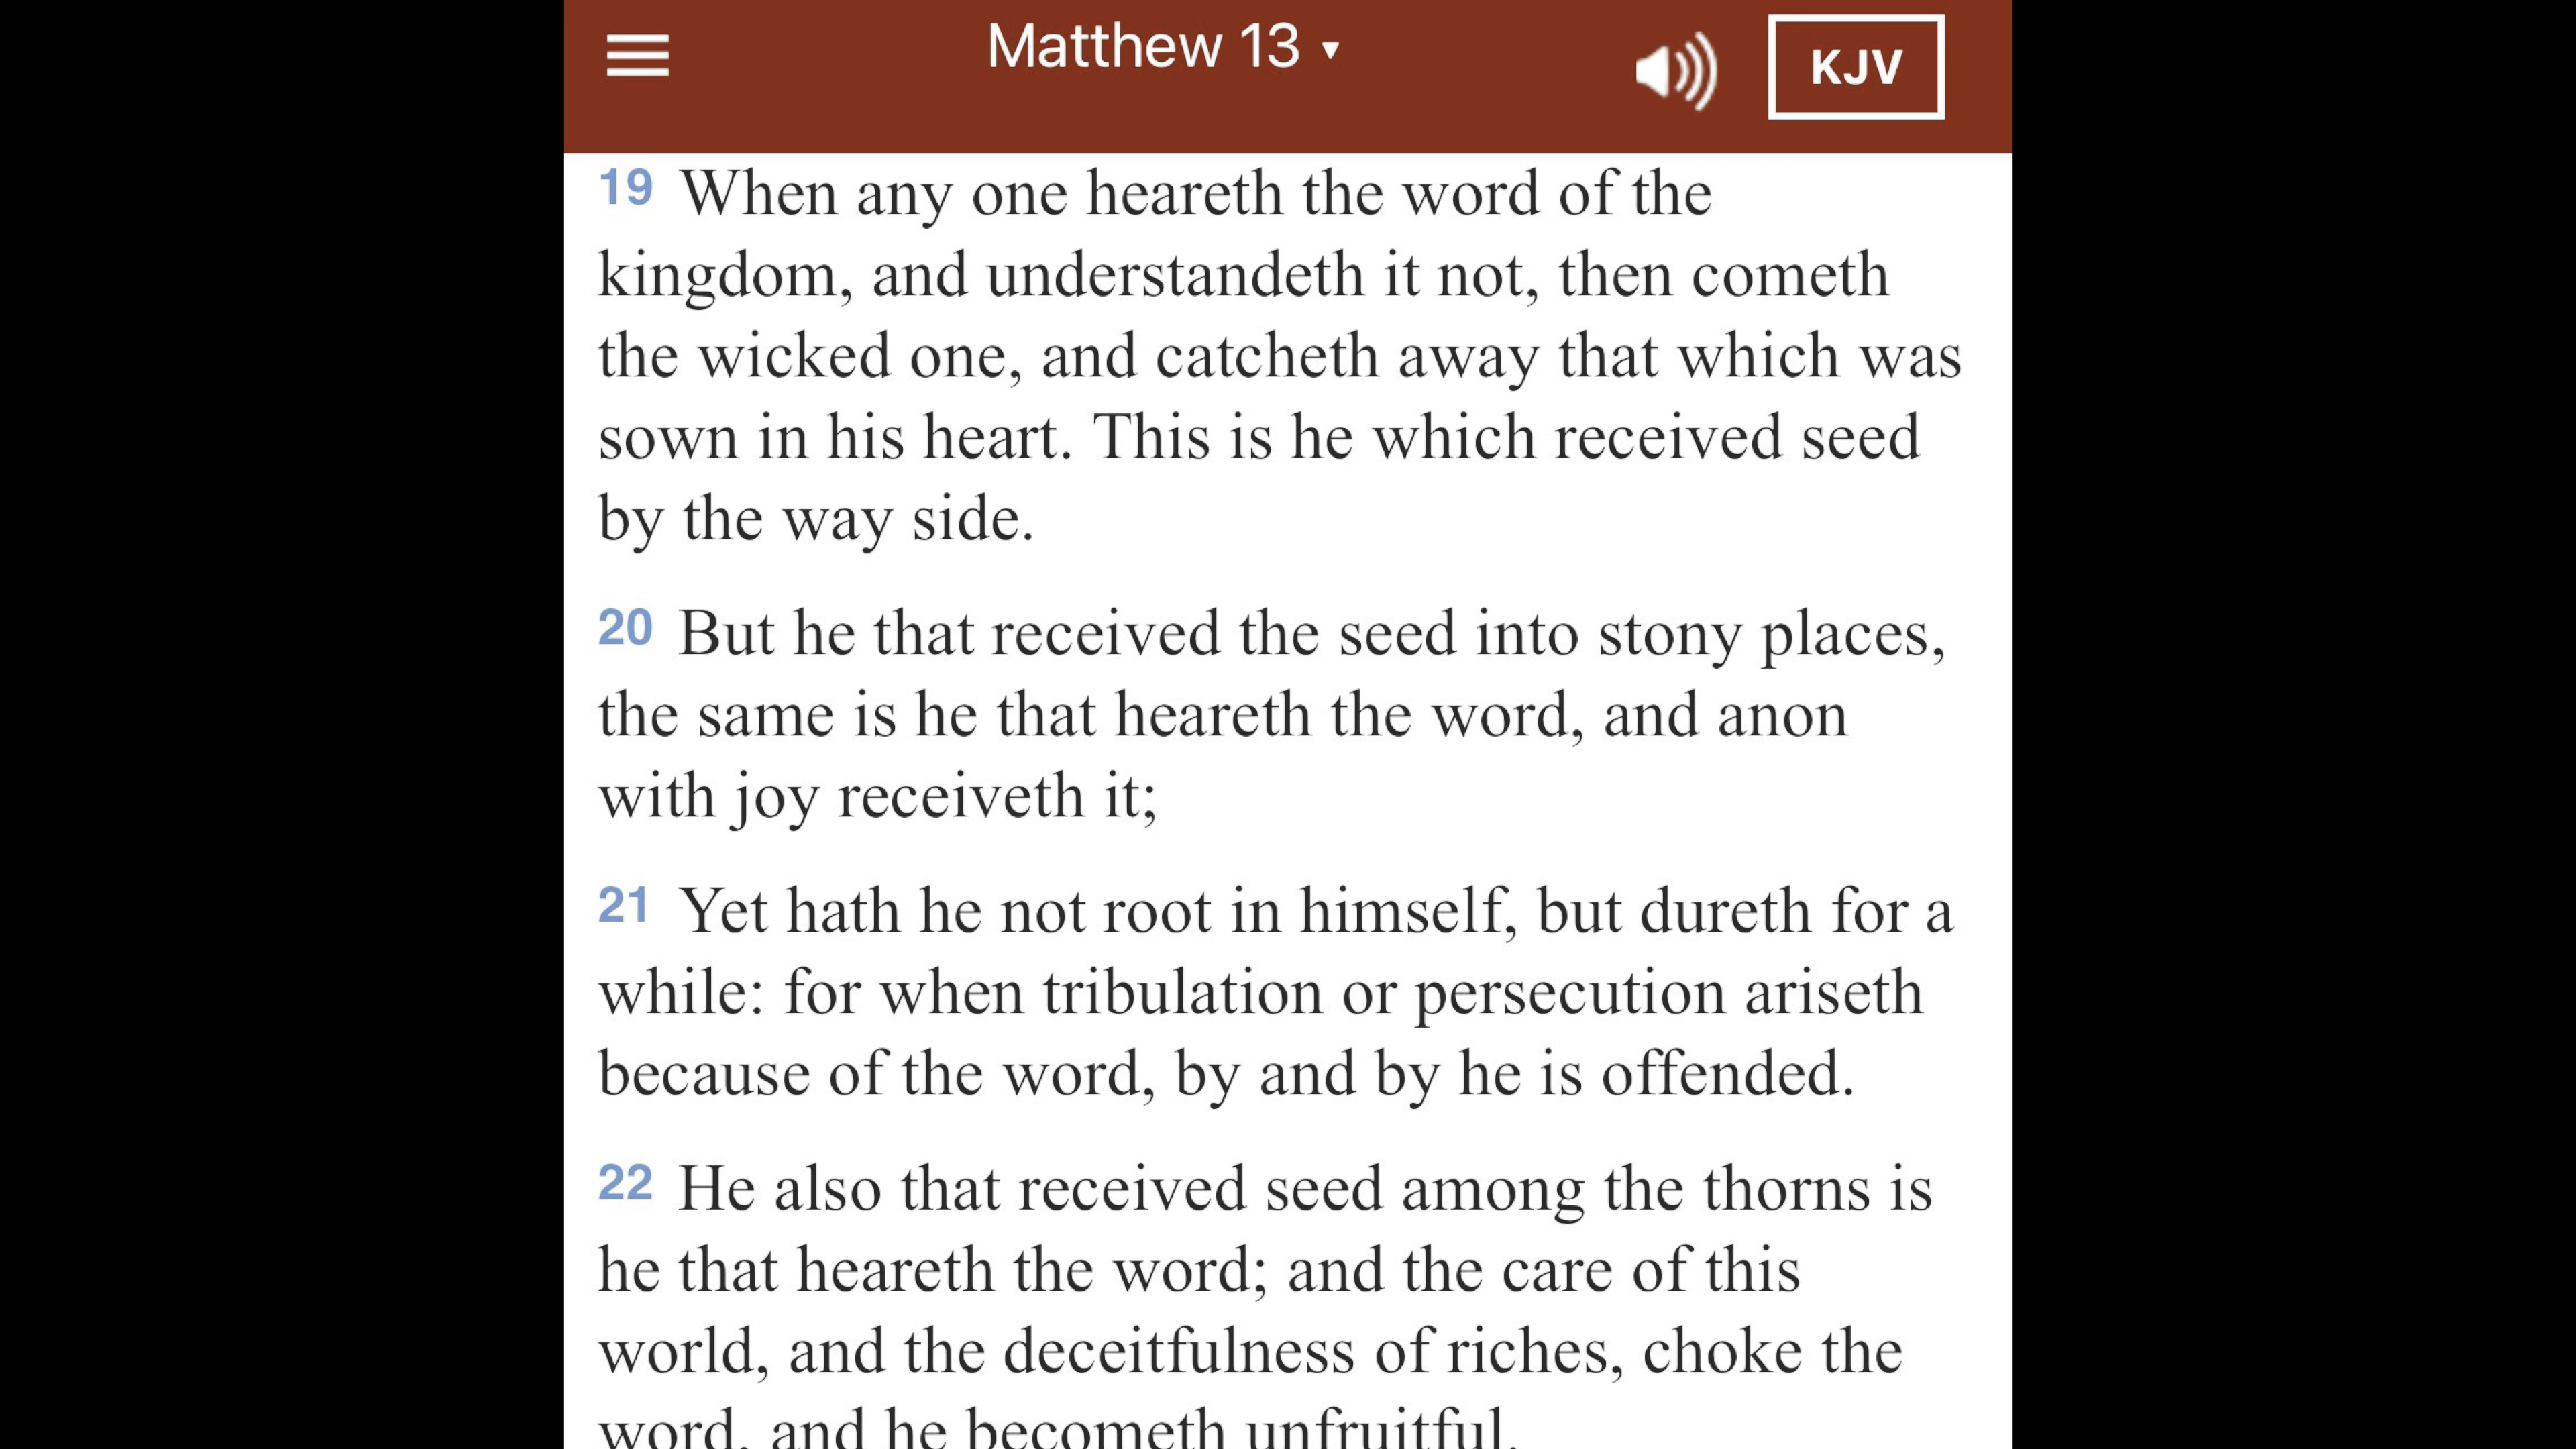 Matthew 13 ▼
KJV
19 When any one heareth the word of the
kingdom, and understandeth it not, then cometh
the wicked one, and catcheth away that which was
sown in his heart. This is he which received seed
by the way side.
20 But he that received the seed into stony places,
the same is he that heareth the word, and anon
with joy receiveth it;
21 Yet hath he not root in himself, but dureth for a
while: for when tribulation or persecution ariseth
because of the word, by and by he is offended.
22 He also that received seed among the thorns is
he that heareth the word; and the care of this
world, and the deceitfulness of riches, choke the
word, and he becometh unfruitful.